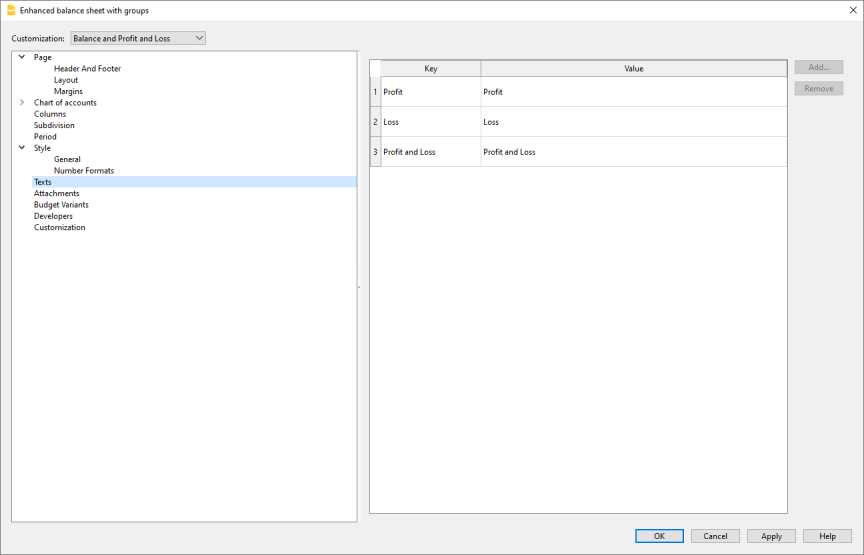 Enhanced balance sheet with groups
Customization: Balance and Profit and Loss
Page
Header And Footer
Layout
Margins
Chart of accounts
Columns
Subdivision
Period
Style
General
Number Formats
Texts
Attachments
Budget Variants
Developers
Customization
Key Value
1 Profit Profit
2 Loss Loss
3 Profit and Loss Profit and Loss
Add...
Remove
OK Cancel Apply Help